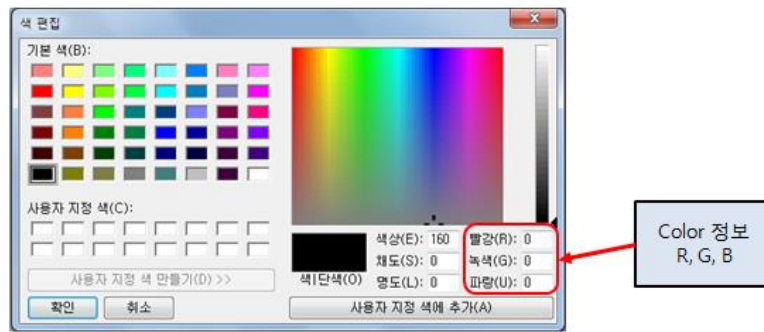 색 편집
기본 색(B):
사용자 지정 색(C):
사용자 지정 색 만들기(D) >>
확인
취소
색|단색(O)
색상(E): 160
채도(S): 0
명도(L): 0
빨강(R): 0
녹색(G): 0
파랑(U): 0
사용자 지정 색에 추가(A)
Color 정보
R, G, B